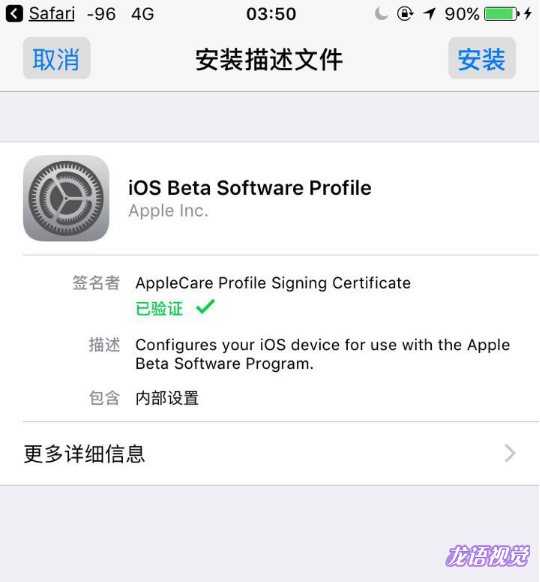 Safari -96 4G 03:50 90%
取消 安装描述文件 安装
iOS Beta Software Profile
Apple Inc.
签名者 AppleCare Profile Signing Certificate
已验证
描述 Configures your iOS device for use with the Apple
Beta Software Program.
包含 内部设置
更多详细信息
龙语视觉